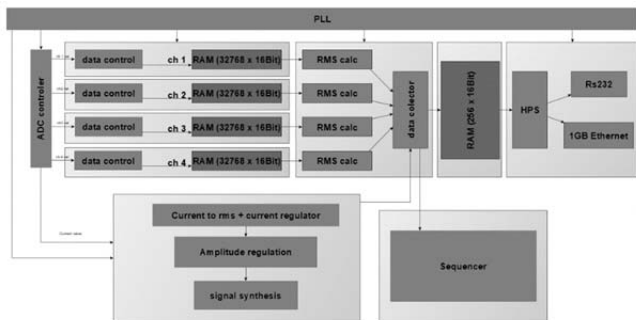 PLL
ADC controler
data control
ch 1
RAM (32768 x 16Bit)
RMS calc
data control
ch 2
RAM (32768 x 16Bit)
RMS calc
data control
ch 3
RAM (32768 x 16Bit)
RMS calc
data control
ch 4
RAM (32768 x 16Bit)
RMS calc
data colector
RAM (256 x 16Bit)
HPS
Rs232
1GB Ethernet
Current to rms + current regulator
Amplitude regulation
signal synthesis
Sequencer